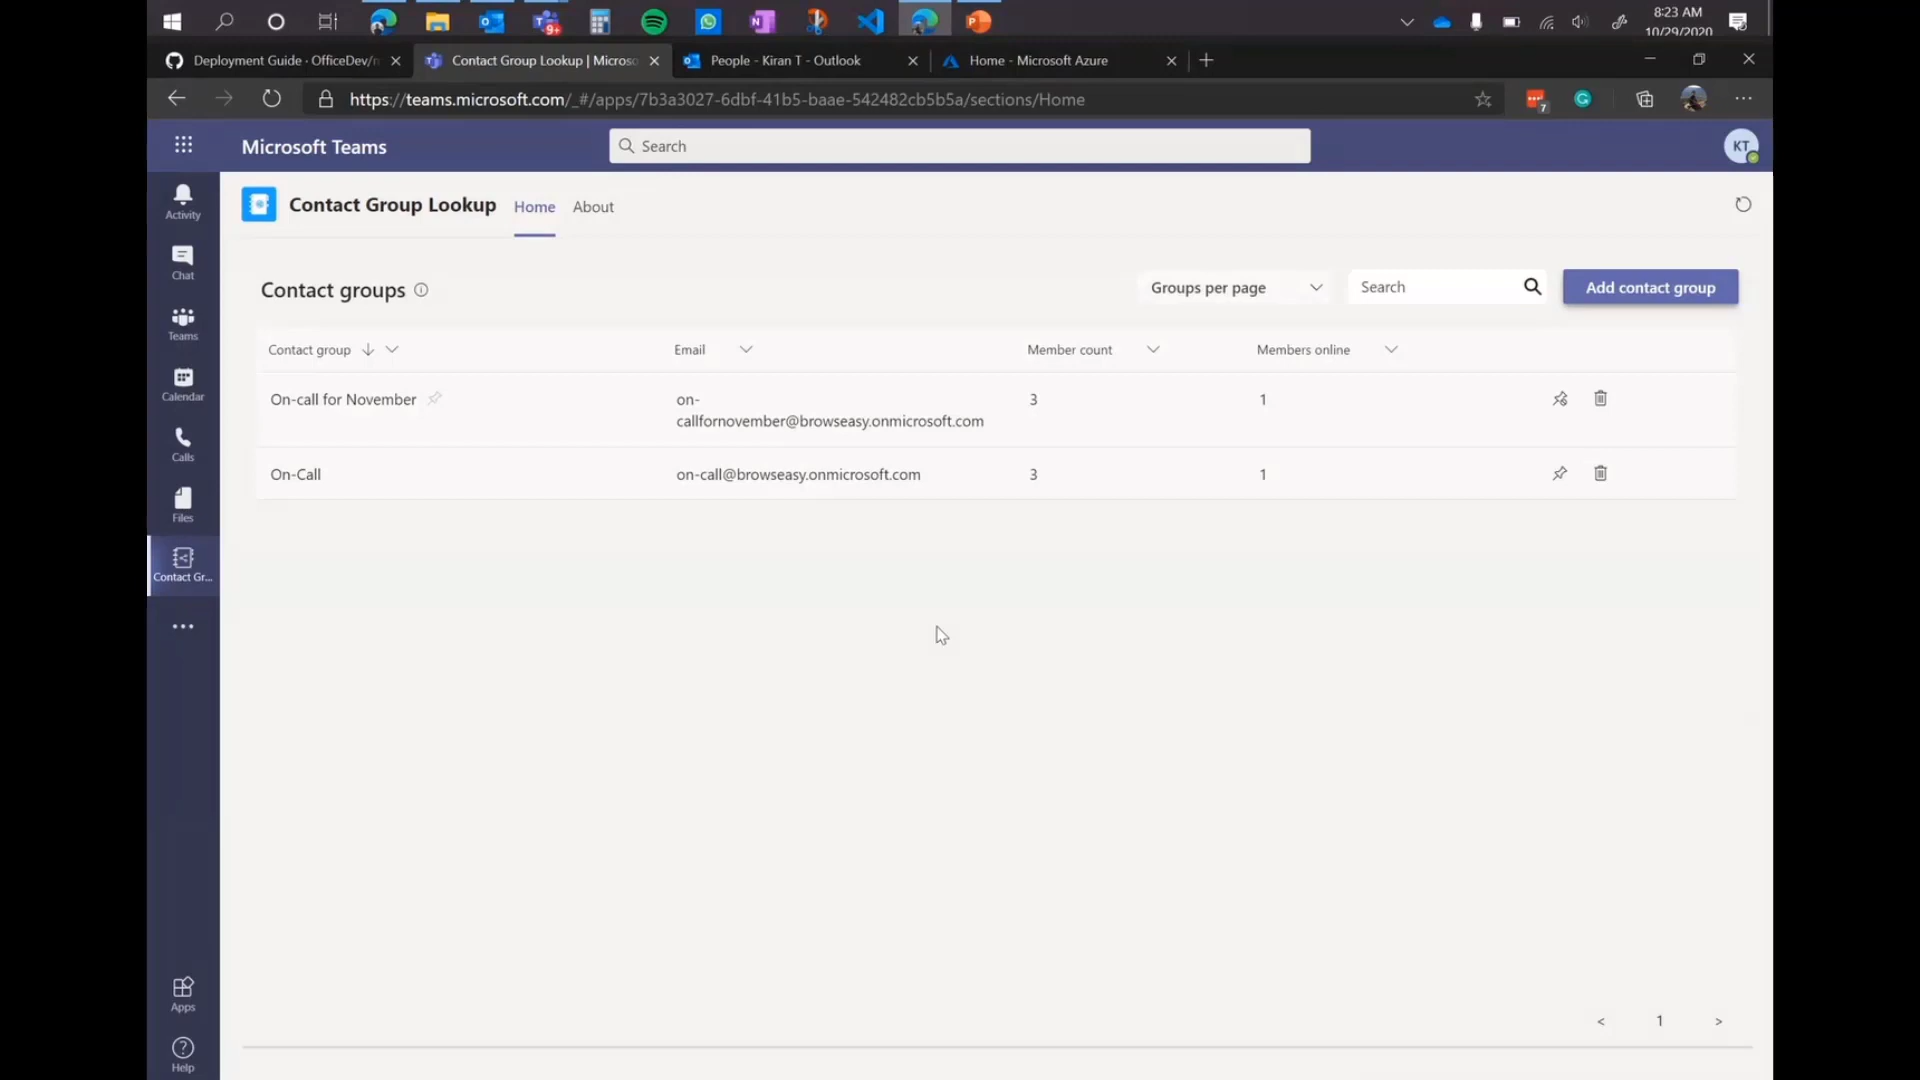 8:23 AM
10/29/2020
9+
Deployment Guide · OfficeDev/n
Contact Group Lookup | Microso
People - Kiran T - Outlook
Home - Microsoft Azure
https://teams.microsoft.com/_#/apps/7b3a3027-6dbf-41b5-baae-542482cb5b5a/sections/Home
7
Microsoft Teams
Search
KT
Activity
Chat
Teams
Calendar
Calls
Files
Contact Gr...
Apps
Help
Contact Group Lookup
Home
About
Contact groups
Groups per page
Search
Add contact group
Contact group
Email
Member count
Members online
On-call for November
on-
callfornovember@browseasy.onmicrosoft.com
3
1
On-Call
on-call@browseasy.onmicrosoft.com
3
1
< 1 >